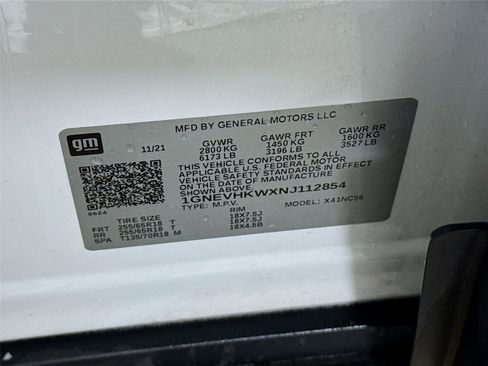 gm
MFD BY GENERAL MOTORS LLC
11/21
GVWR GAWR FRT GAWR RR
2800 KG 1450 KG 1600 KG
6173 LB 3196 LB 3527 LB
THIS VEHICLE CONFORMS TO ALL
APPLICABLE U.S. FEDERAL MOTOR
VEHICLE SAFETY STANDARDS IN EFFECT
ON THE DATE OF MANUFACTURE
SHOWN ABOVE.
1GNEVHKWXNJ112854
TYPE: M.P.V. MODEL: X41NC56
6624
TIRE SIZE RIM
FRT 255/65R18 T 18X7.5J
RR 255/65R18 T 18X7.5J
SPA T135/70R18 M 18X4.5B